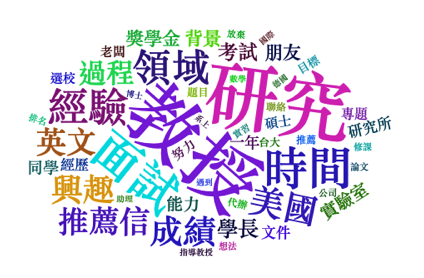 獎學金
背景
放棄
國際
老闆
領域
考試
朋友
目標
選校
過程
研究
數學
德國
博士
題目
聯絡
專題
經驗
教授
碩士
研究所
排名
系上
實習
台大
推薦
修課
英文
面試
努力
一年
同學
經歷
遇到
時間
論文
興趣
助理
能力
代辦
美國
公司
實驗室
推薦信
成績
學長
文件
指導教授
想法